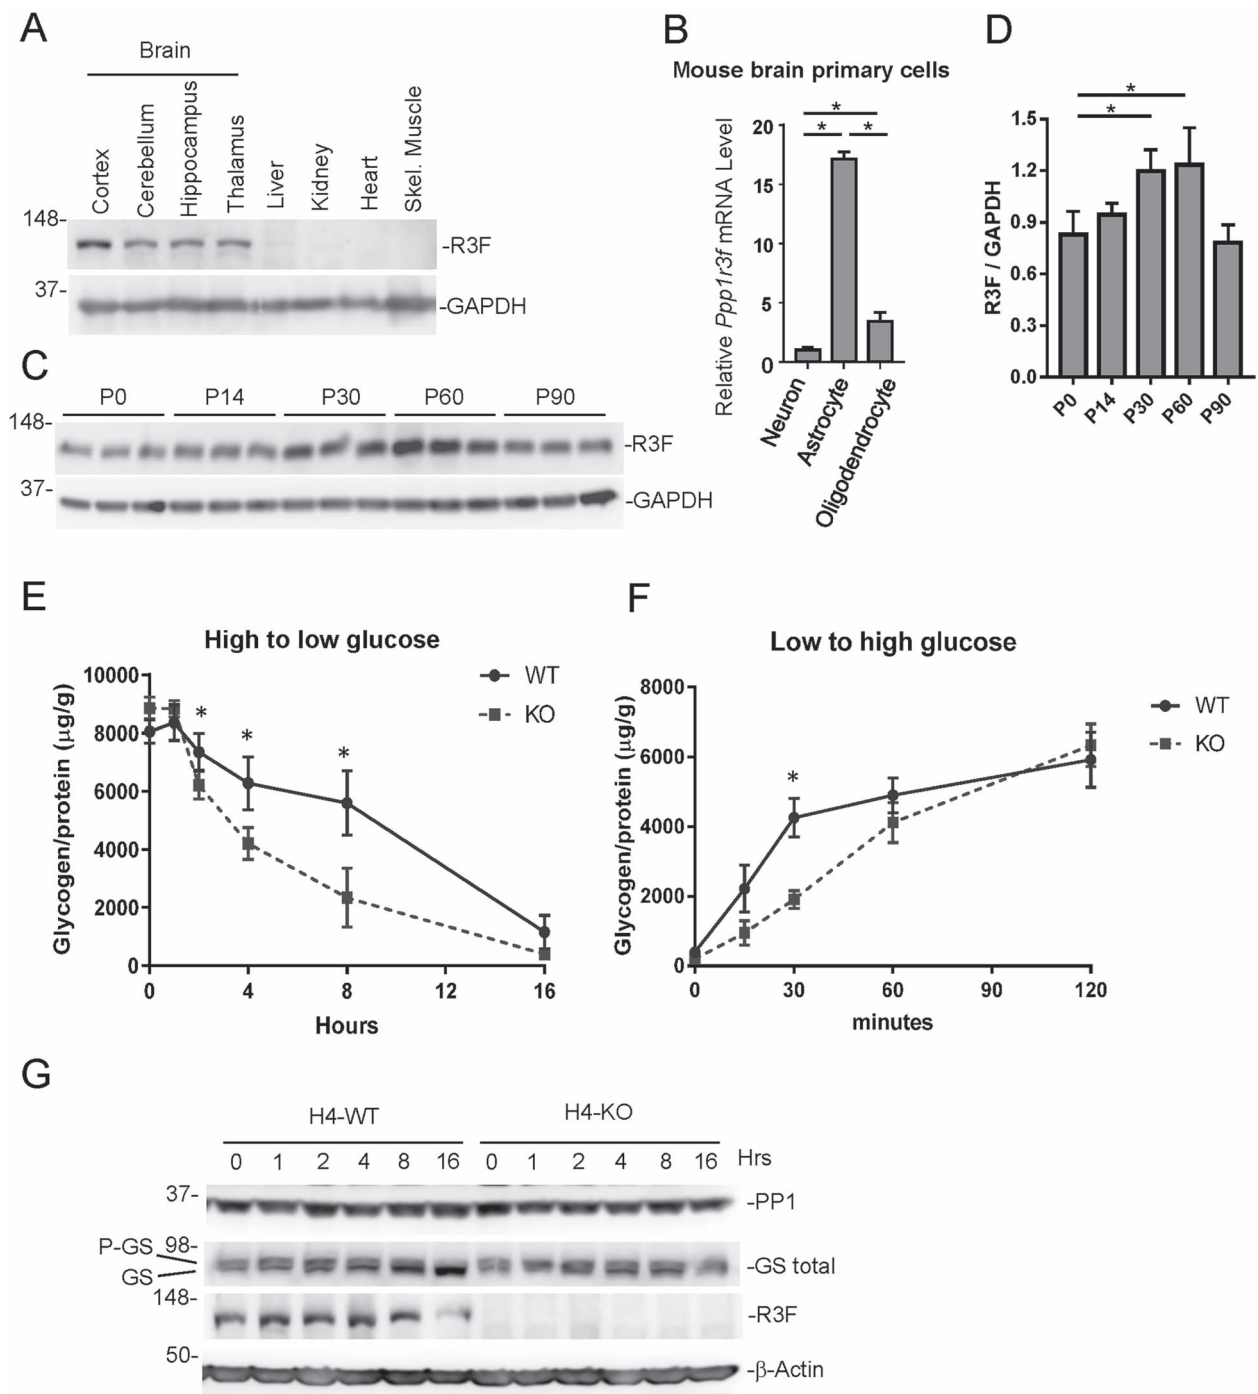 A
Brain
Cortex
Cerebellum
Hippocampus
Thalamus
Liver
Kidney
Heart
Skel. Muscle
148-
-R3F
37-
-GAPDH
B
Mouse brain primary cells
Relative Ppp1r3f mRNA Level
20
15
10
5
0
* * *
Neuron
Astrocyte
Oligodendrocyte
D
R3F / GAPDH
1.5
1.2
0.9
0.6
0.3
0.0
*
*
P0 P14 P30 P60 P90
C
P0 P14 P30 P60 P90
148-
-R3F
37-
-GAPDH
E
High to low glucose
Glycogen/protein (μg/g)
10000
8000
6000
4000
2000
0
* * *
WT
KO
0 4 8 12 16
Hours
F
Low to high glucose
Glycogen/protein (μg/g)
8000
6000
4000
2000
0
*
WT
KO
0 30 60 90 120
minutes
G
H4-WT H4-KO
0 1 2 4 8 16 0 1 2 4 8 16 Hrs
37- -PP1
98-
P-GS
GS
-GS total
148-
-R3F
50-
-β-Actin